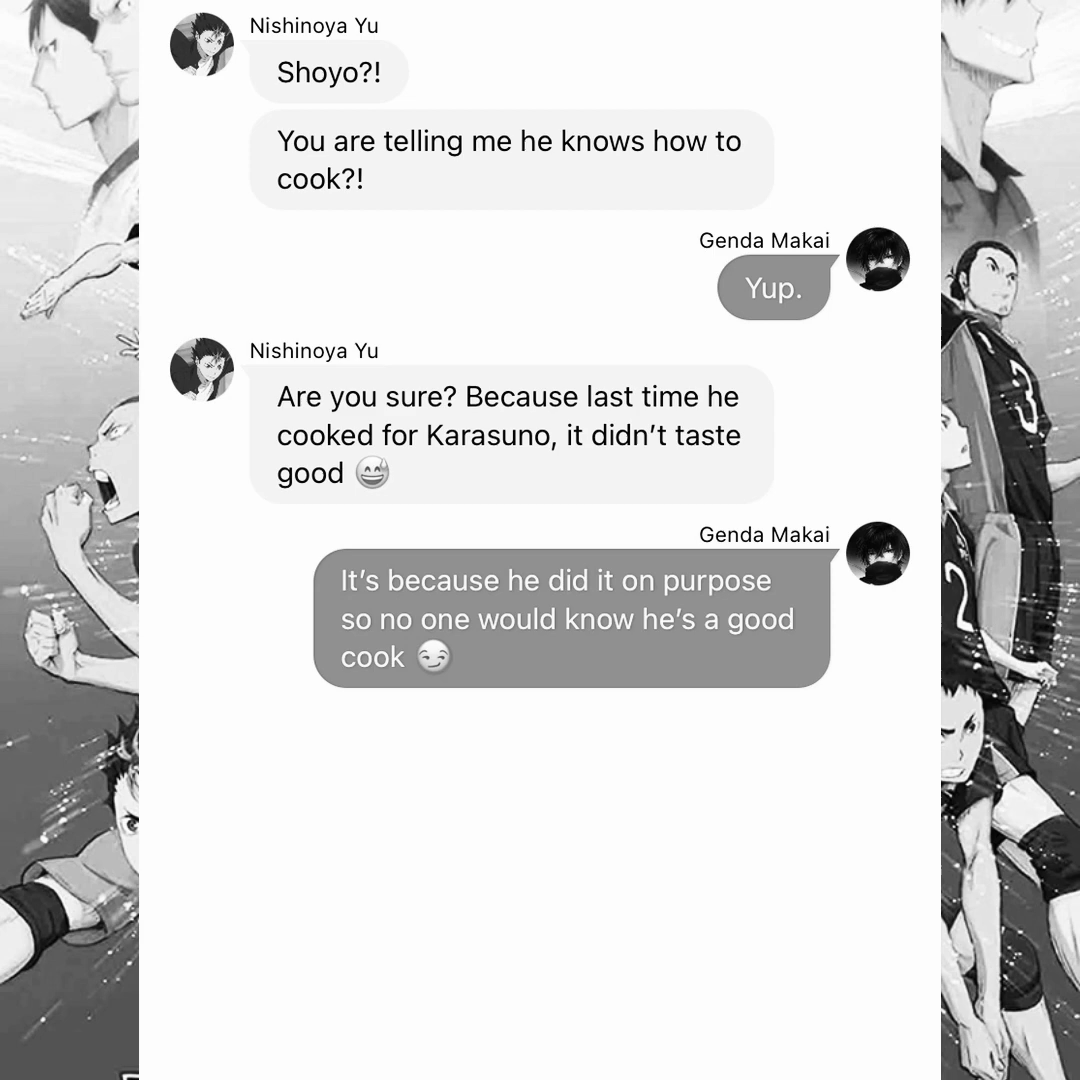 Nishinoya Yu
Shoyo?!
You are telling me he knows how to
cook?!
Genda Makai
Yup.
Nishinoya Yu
Are you sure? Because last time he
cooked for Karasuno, it didn’t taste
good 😅
Genda Makai
It’s because he did it on purpose
so no one would know he’s a good
cook 😏
3
2